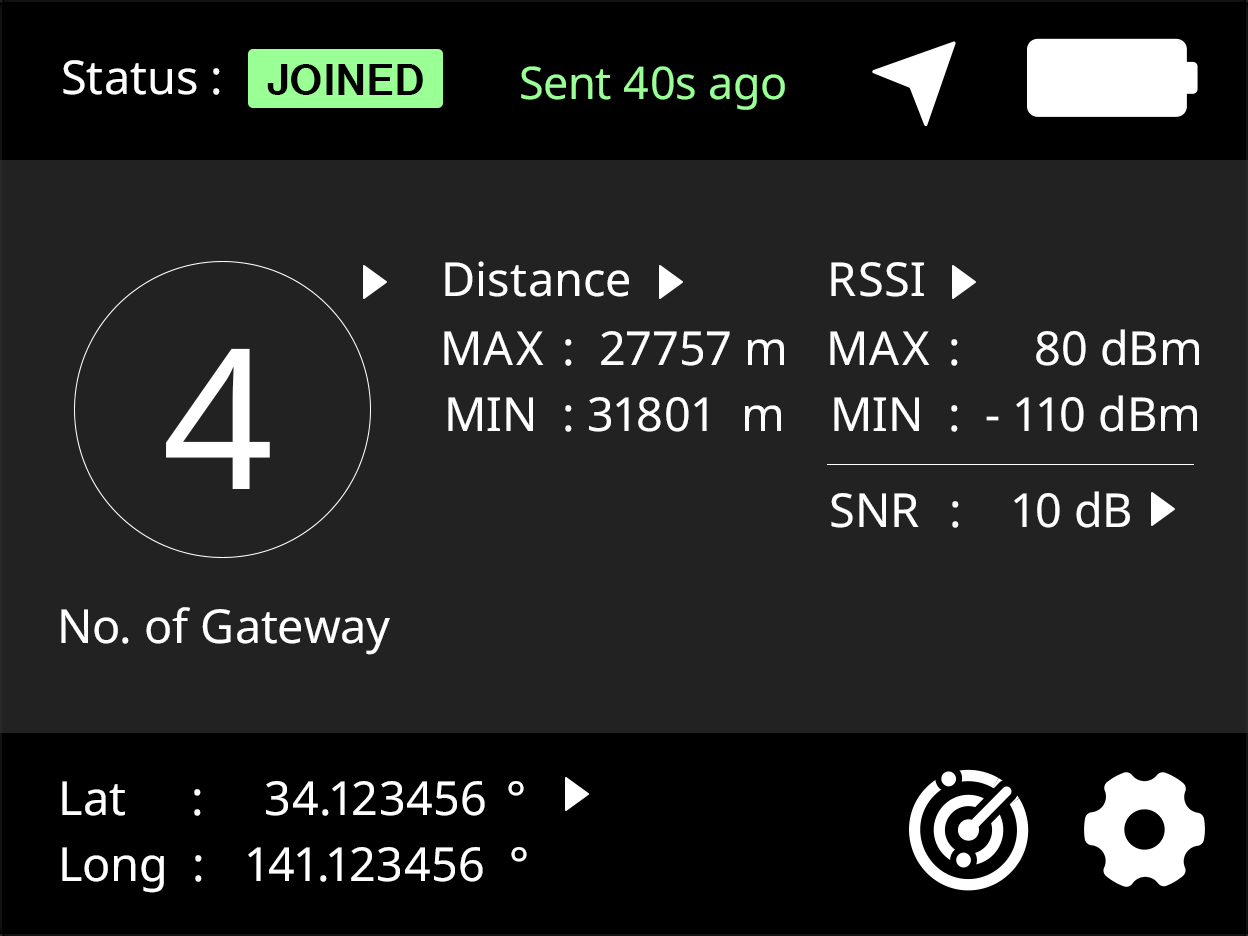 Status : JOINED Sent 40s ago
Distance RSSI
MAX : 27757 m MAX : 80 dBm
4
MIN : 31801 m MIN : - 110 dBm
SNR : 10 dB
No. of Gateway
Lat : 34.123456 °
Long : 141.123456 °